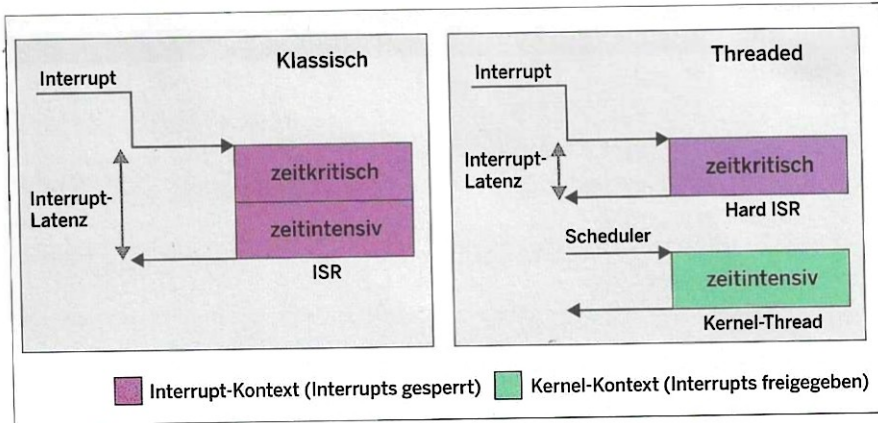 Klassisch
Interrupt
Interrupt-
Latenz
zeitkritisch
zeitintensiv
ISR
Threaded
Interrupt
Interrupt-
Latenz
zeitkritisch
Hard ISR
Scheduler
zeitintensiv
Kernel-Thread
Interrupt-Kontext (Interrupts gesperrt)
Kernel-Kontext (Interrupts freigegeben)